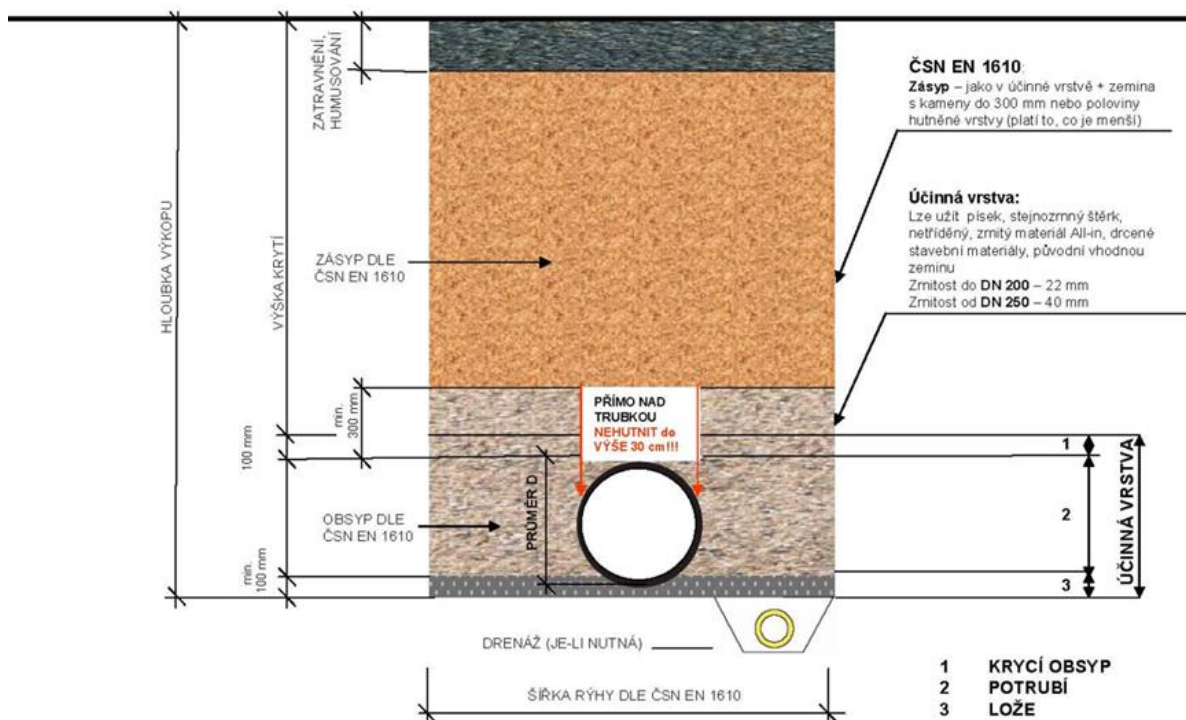 ZATRAVNĚNÍ,
HUMUSOVÁNÍ
HLOUBKA VÝKOPU
VÝŠKA KRYTÍ
ČSN EN 1610:
Zásyp – jako v účinné vrstvě + zemina
s kameny do 300 mm nebo poloviny
hutněné vrstvy (platí to, co je menší)
Účinná vrstva:
Lze užít písek, stejnozrnný štěrk,
netříděný, zrnitý materiál All-in, drcené
stavební materiály, původní vhodnou
zeminu
Zrnitost do DN 200 – 22 mm
Zrnitost od DN 250 – 40 mm
ZÁSYP DLE
ČSN EN 1610
min.
300 mm
100 mm
PŘÍMO NAD
TRUBKOU
NEHUTNIT do
VÝŠE 30 cm!!!
PRŮMĚR D
OBSYP DLE
ČSN EN 1610
min.
100 mm
1
2
3
ÚČINNÁ VRSTVA
DRENÁŽ (JE-LI NUTNÁ)
ŠÍŘKA RÝHY DLE ČSN EN 1610
1 KRYCÍ OBSYP
2 POTRUBÍ
3 LOŽE